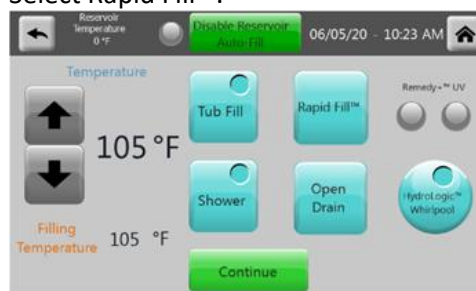 Select Rapid Fill™.
Reservoir
Temperature
0 °F
Disable Reservoir
Auto-Fill
06/05/20 - 10:23 AM
Temperature
Tub Fill
Rapid Fill™
Remedy+™ UV
105 °F
Shower
Open
Drain
HydroLogic™
Whirlpool
Filling
Temperature
105 °F
Continue